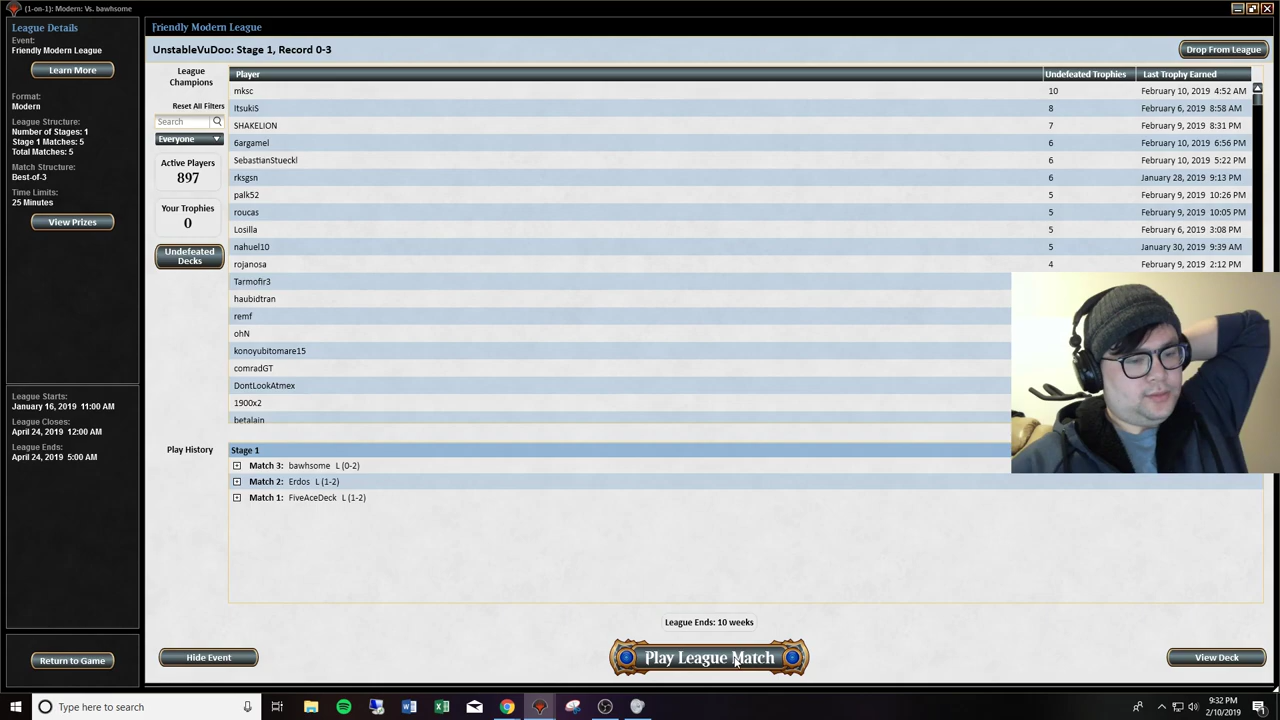 (1-on-1): Modern: Vs. bawhsome
League Details
Event:
Friendly Modern League
Learn More
Format:
Modern
League Structure:
Number of Stages: 1
Stage 1 Matches: 5
Total Matches: 5
Match Structure:
Best-of-3
Time Limits:
25 Minutes
View Prizes
League Starts:
January 16, 2019 11:00 AM
League Closes:
April 24, 2019 12:00 AM
League Ends:
April 24, 2019 5:00 AM
Return to Game
Friendly Modern League
UnstableVuDoo: Stage 1, Record 0-3
Drop From League
League
Champions
Reset All Filters
Search
Everyone
Active Players
897
Your Trophies
0
Undefeated
Decks
Player Undefeated Trophies Last Trophy Earned
mksc 10 February 10, 2019 4:52 AM
ItsukiS 8 February 6, 2019 8:58 AM
SHAKELION 7 February 9, 2019 8:31 PM
6argamel 6 February 10, 2019 6:56 PM
SebastianStueckl 6 February 10, 2019 5:22 PM
rksgsn 6 January 28, 2019 9:13 PM
palk52 5 February 9, 2019 10:26 PM
roucas 5 February 9, 2019 10:05 PM
Losilla 5 February 6, 2019 3:08 PM
nahuel10 5 January 30, 2019 9:39 AM
rojanosa 4 February 9, 2019 2:12 PM
Tarmofir3
haubidtran
remf
ohN
konoyubitomare15
comradGT
DontLookAtmex
1900x2
betalain
Play History
Stage 1
Match 3: bawhsome L (0-2)
Match 2: Erdos L (1-2)
Match 1: FiveAceDeck L (1-2)
League Ends: 10 weeks
Hide Event
Play League Match
View Deck
Type here to search
9:32 PM
2/10/2019